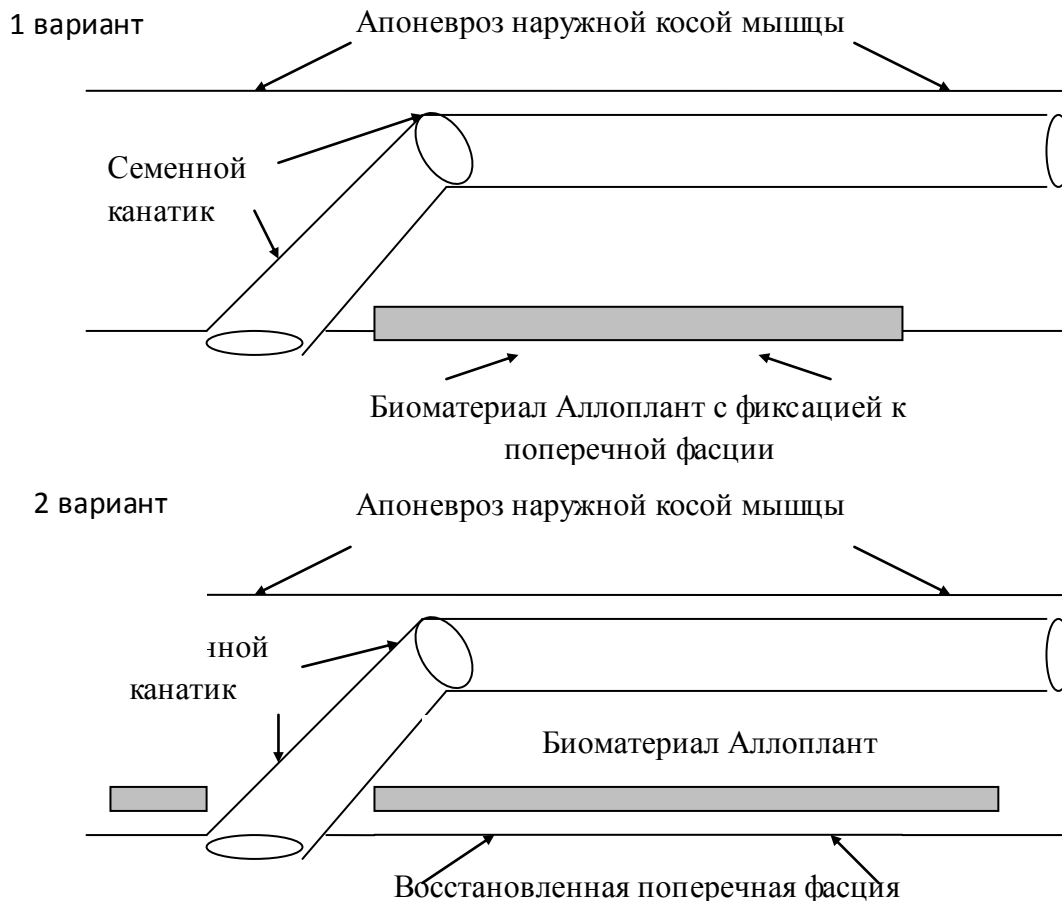 1 вариант
Апоневроз наружной косой мышцы
Семенной
канатик
Биоматериал Аллоплант с фиксацией к
поперечной фасции
2 вариант
Апоневроз наружной косой мышцы
нной
канатик
Биоматериал Аллоплант
Восстановленная поперечная фасция